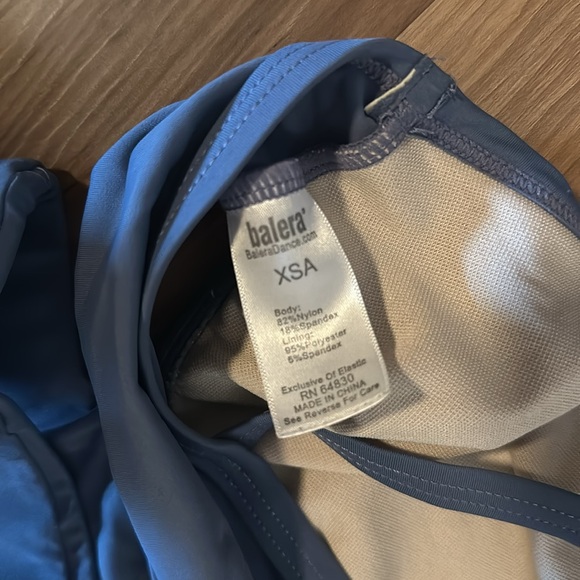 balera
BaleraDance.com
XSA
Body:
82%Nylon
18%Spandex
Lining:
95%Polyester
5%Spandex
Exclusive Of Elastic
RN 64830
MADE IN CHINA
See Reverse For Care